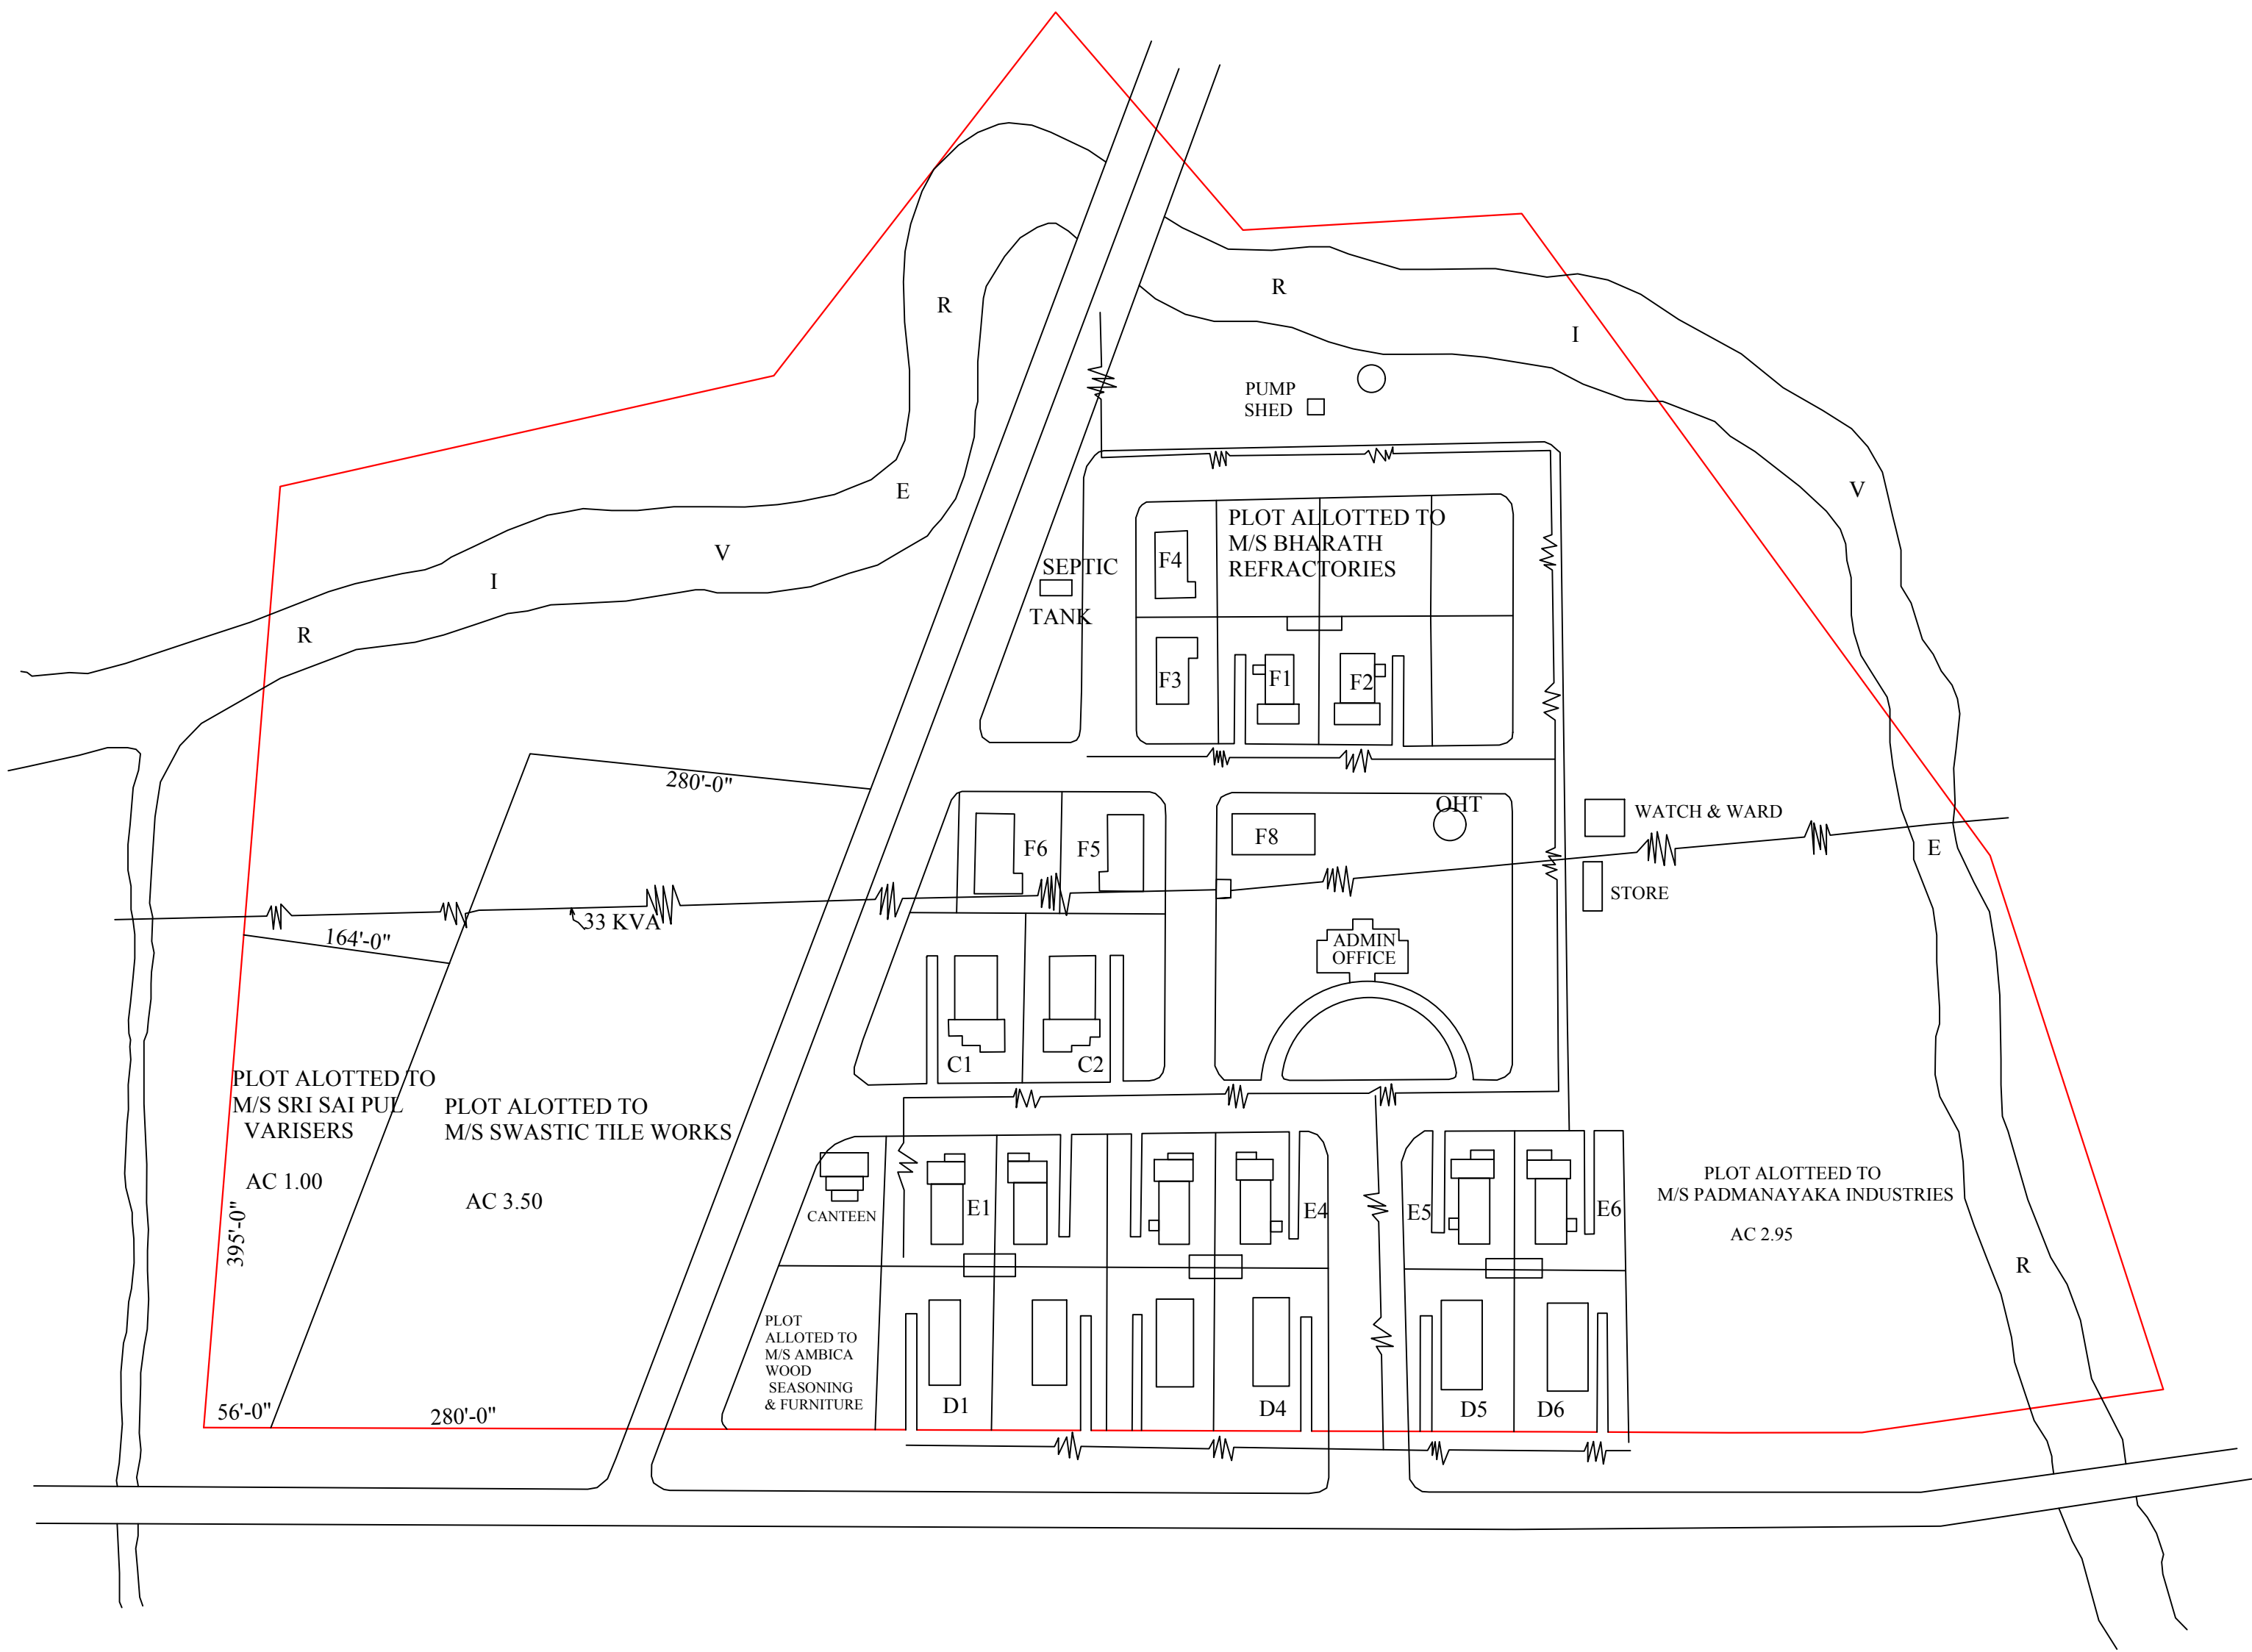 R
R
I
PUMP
SHED
E
V
V
I
R
PLOT ALLOTTED TO
M/S BHARATH
REFRACTORIES
F4
SEPTIC
TANK
F3
F1
F2
280'-0"
OHT
WATCH & WARD
F6
F5
F8
E
STORE
33 KVA
164'-0"
ADMIN
OFFICE
C1
C2
PLOT ALOTTED TO
M/S SRI SAI PUL
VARISERS
AC 1.00
PLOT ALOTTED TO
M/S SWASTIC TILE WORKS
AC 3.50
395'-0"
CANTEEN
E1
E4
E5
E6
PLOT ALOTTEED TO
M/S PADMANAYAKA INDUSTRIES
AC 2.95
R
PLOT
ALLOTED TO
M/S AMBICA
WOOD
SEASONING
& FURNITURE
56'-0"
280'-0"
D1
D4
D5
D6